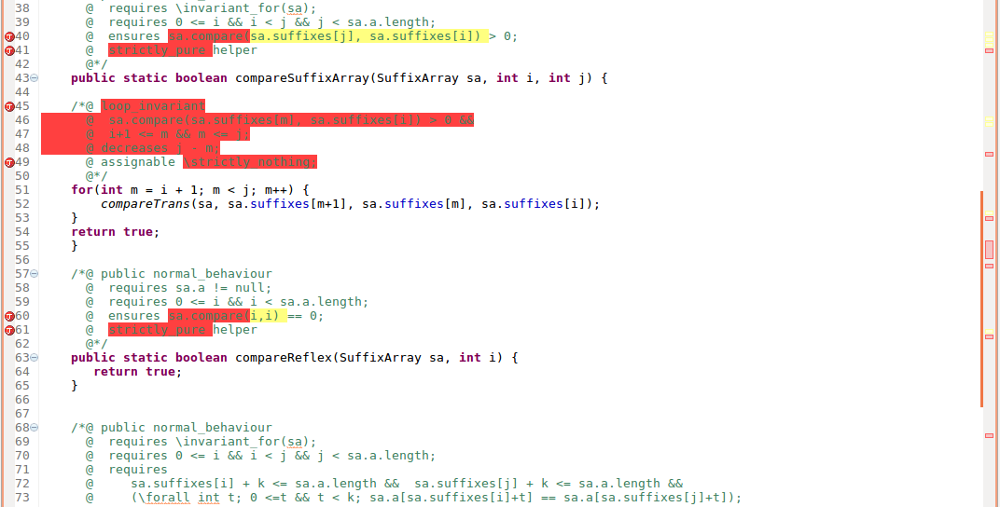 38 @ requires \invariant_for(sa);
39 @ requires 0 <= i && i < j && j < sa.a.length;
40 @ ensures sa.compare(sa.suffixes[j], sa.suffixes[i]) > 0;
41 @ strictly_pure helper
42 @*/
43 public static boolean compareSuffixArray(SuffixArray sa, int i, int j) {
44
45 /*@ loop_invariant
46 @ sa.compare(sa.suffixes[m], sa.suffixes[i]) > 0 &&
47 @ i+1 <= m && m <= j;
48 @ decreases j - m;
49 @ assignable \strictly_nothing;
50 @*/
51 for(int m = i + 1; m < j; m++) {
52 compareTrans(sa, sa.suffixes[m+1], sa.suffixes[m], sa.suffixes[i]);
53 }
54 return true;
55 }
56
57 /*@ public normal_behaviour
58 @ requires sa.a != null;
59 @ requires 0 <= i && i < sa.a.length;
60 @ ensures sa.compare(i,i) == 0;
61 @ strictly_pure helper
62 @*/
63 public static boolean compareReflex(SuffixArray sa, int i) {
64 return true;
65 }
66
67
68 /*@ public normal_behaviour
69 @ requires \invariant_for(sa);
70 @ requires 0 <= i && i < j && j < sa.a.length;
71 @ requires
72 @ sa.suffixes[i] + k <= sa.a.length && sa.suffixes[j] + k <= sa.a.length &&
73 @ (\forall int t; 0 <=t && t < k; sa.a[sa.suffixes[i]+t] == sa.a[sa.suffixes[j]+t]);